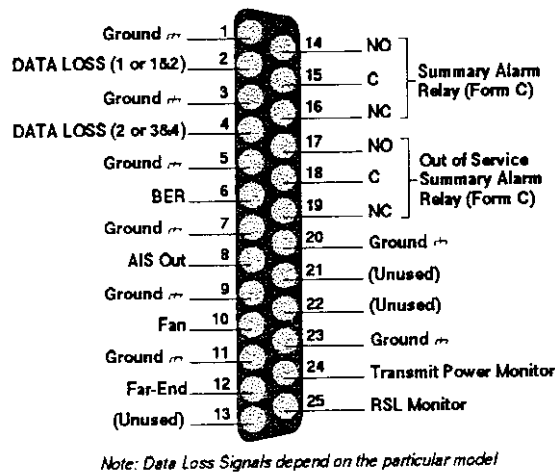 Ground 1
DATA LOSS (1 or 1&2) 2
Ground 3
DATA LOSS (2 or 3&4) 4
Ground 5
BER 6
Ground 7
AIS Out 8
Ground 9
Fan 10
Ground 11
Far-End 12
(Unused) 13
14 NO
15 C
16 NC
Summary Alarm
Relay (Form C)
17 NO
18 C
19 NC
Out of Service
Summary Alarm
Relay (Form C)
20 Ground
21 (Unused)
22 (Unused)
23 Ground
24 Transmit Power Monitor
25 RSL Monitor
Note: Data Loss Signals depend on the particular model